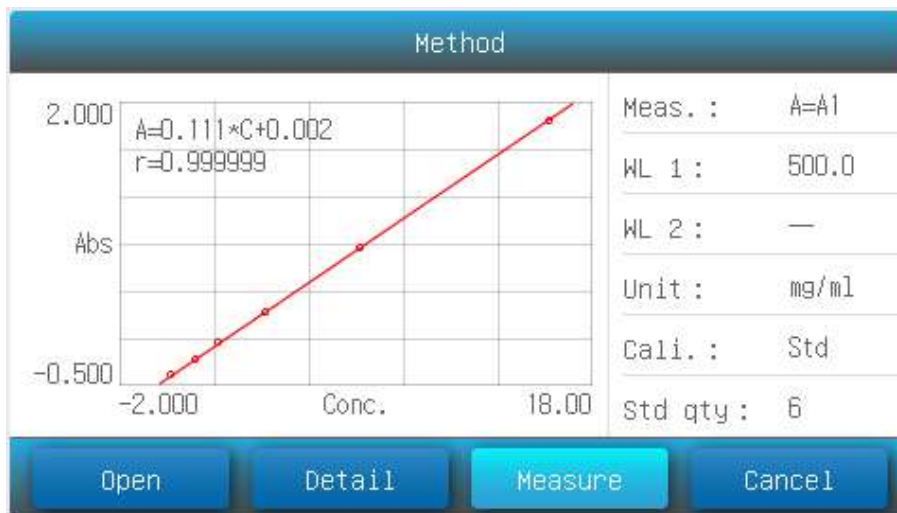 Method
2.000
A=0.111*C+0.002
r=0.999999
Abs
-0.500
-2.000 Conc. 18.00
Meas.: A=A1
WL 1: 500.0
WL 2: —
Unit: mg/ml
Cali.: Std
Std qty: 6
Open Detail Measure Cancel